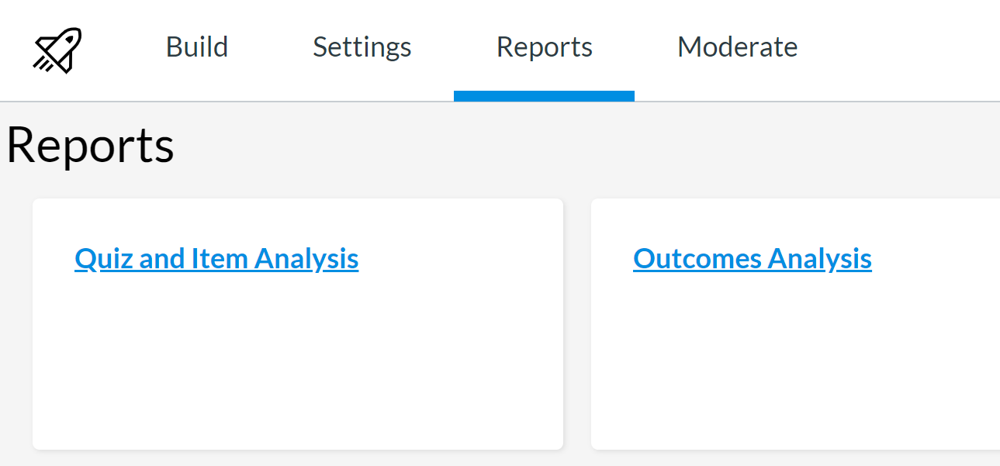 Build Settings Reports Moderate
Reports
Quiz and Item Analysis
Outcomes Analysis